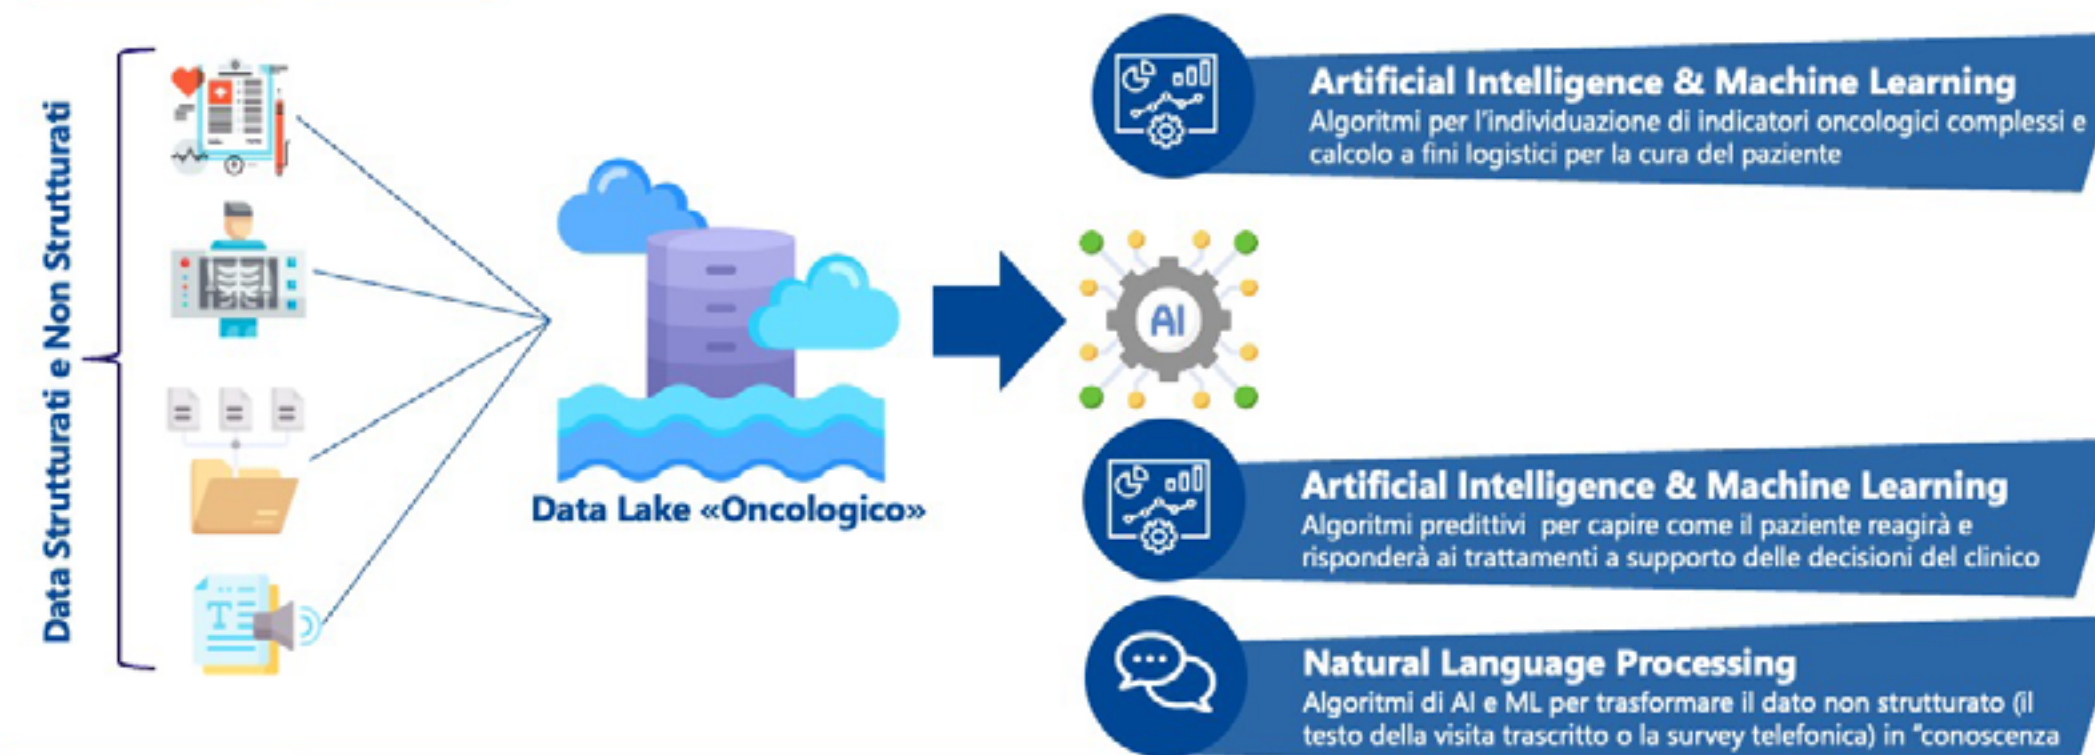 Data Strutturati e Non Strutturati
Data Lake «Oncologico»
Artificial Intelligence & Machine Learning
Algoritmi per l'individuazione di indicatori oncologici complessi e
calcolo a fini logistici per la cura del paziente
AI
Artificial Intelligence & Machine Learning
Algoritmi predittivi per capire come il paziente reagirà e
risponderà ai trattamenti a supporto delle decisioni del clinico
Natural Language Processing
Algoritmi di AI e ML per trasformare il dato non strutturato (il
testo della visita trascritto o la survey telefonica) in "conoscenza
T